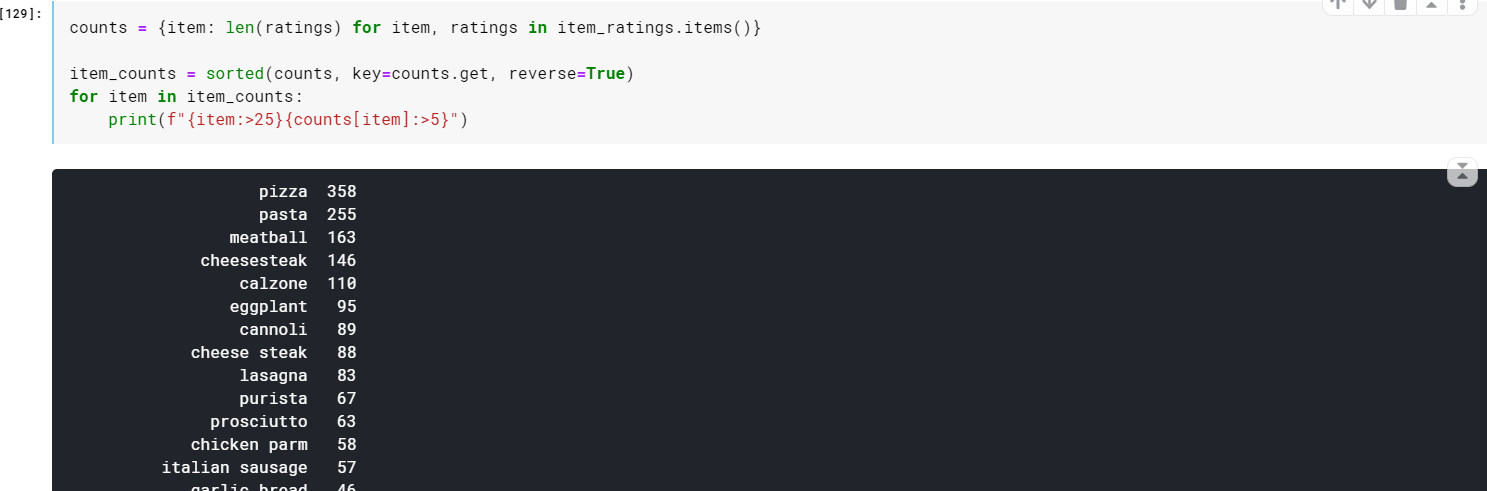 [129]:
counts = {item: len(ratings) for item, ratings in item_ratings.items()}
item_counts = sorted(counts, key=counts.get, reverse=True)
for item in item_counts:
    print(f"{item:>25}{counts[item]:>5}")
pizza  358
pasta  255
meatball  163
cheesesteak  146
calzone  110
eggplant   95
cannoli   89
cheese steak   88
lasagna   83
purista   67
prosciutto   63
chicken parm   58
italian sausage   57
garlic bread   46